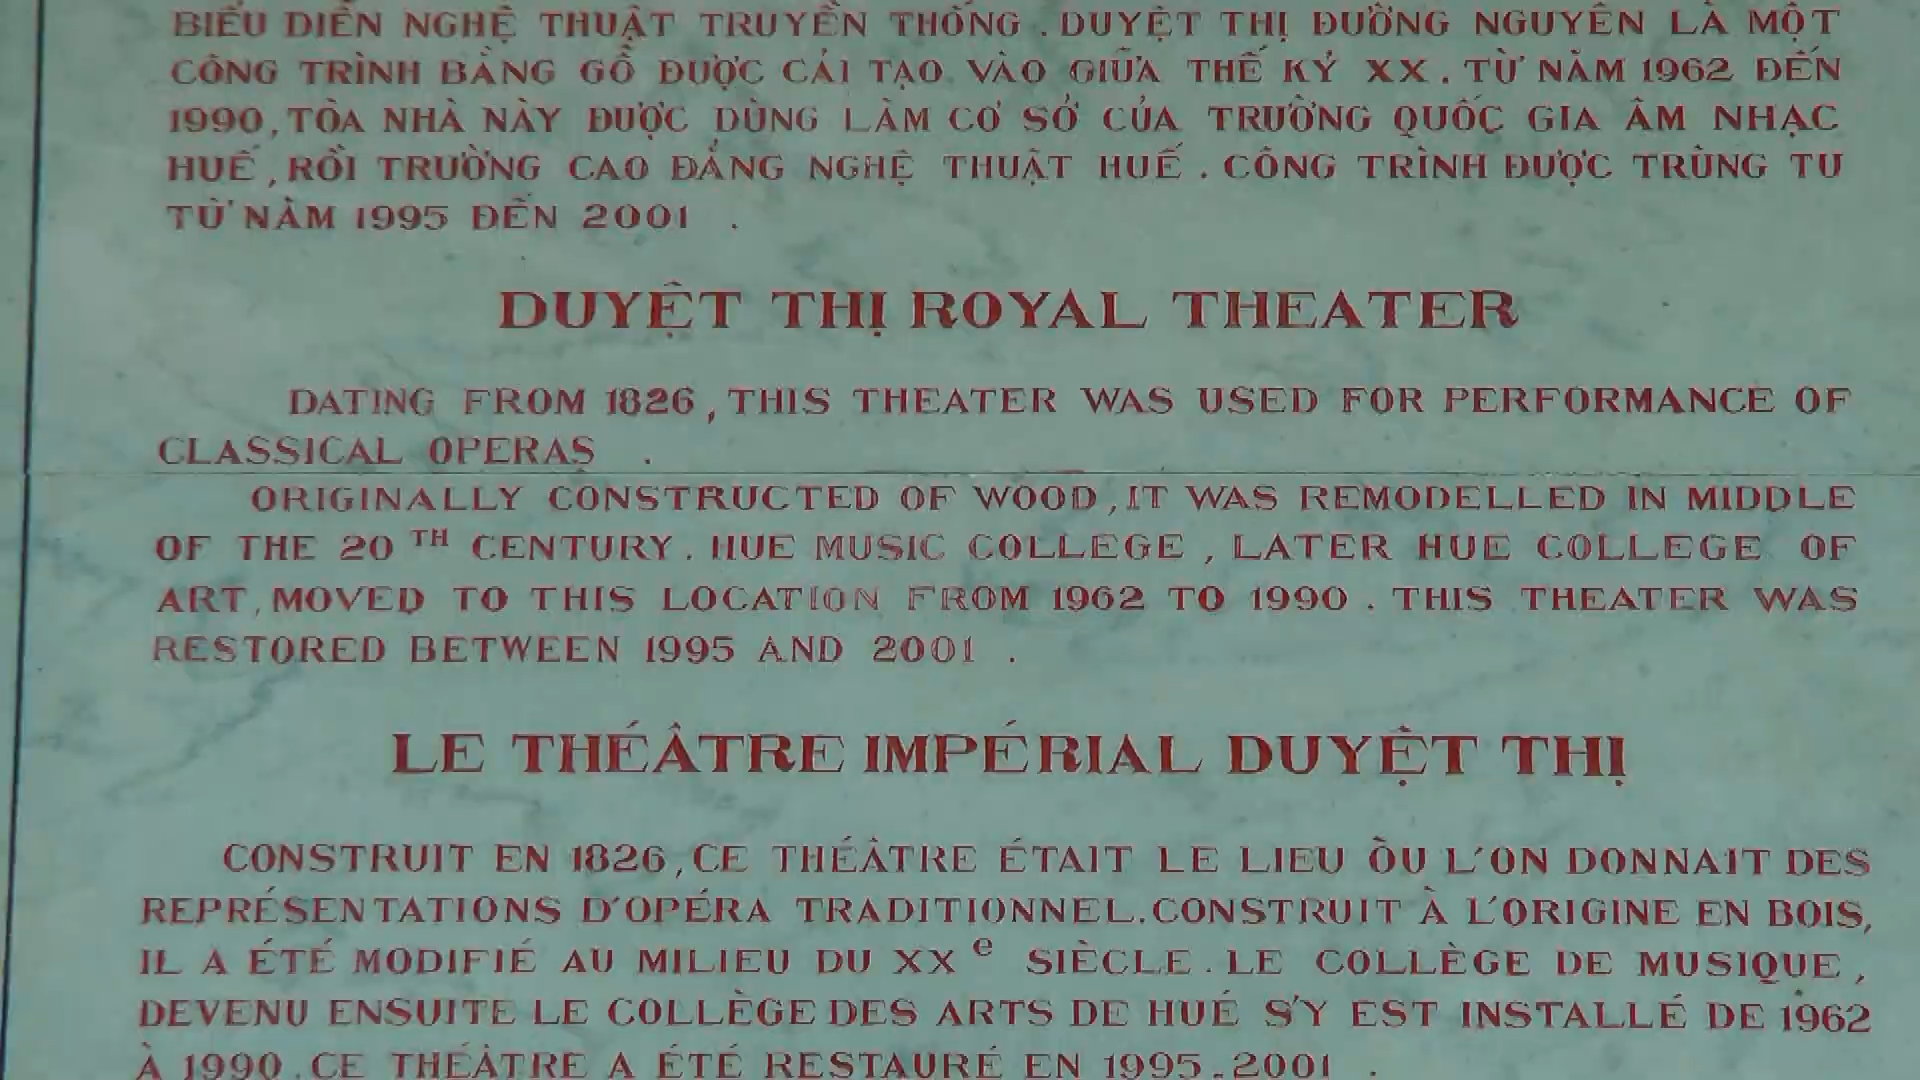 BIỂU DIỄN NGHỆ THUẬT TRUYỀN THỐNG . DUYỆT THỊ ĐƯỜNG NGUYÊN LÀ MỘT
CÔNG TRÌNH BẰNG GỖ ĐƯỢC CẢI TẠO VÀO GIỮA THẾ KỶ XX . TỪ NĂM 1962 ĐẾN
1990, TÒA NHÀ NÀY ĐƯỢC DÙNG LÀM CƠ SỞ CỦA TRƯỜNG QUỐC GIA ÂM NHẠC
HUẾ , RỒI TRƯỜNG CAO ĐẲNG NGHỆ THUẬT HUẾ . CÔNG TRÌNH ĐƯỢC TRÙNG TU
TỪ NĂM 1995 ĐẾN 2001 .
DUYỆT THỊ ROYAL THEATER
DATING FROM 1826 , THIS THEATER WAS USED FOR PERFORMANCE OF
CLASSICAL OPERAS .
ORIGINALLY CONSTRUCTED OF WOOD , IT WAS REMODELLED IN MIDDLE
OF THE 20 TH CENTURY . HUE MUSIC COLLEGE , LATER HUE COLLEGE OF
ART , MOVED TO THIS LOCATION FROM 1962 TO 1990 . THIS THEATER WAS
RESTORED BETWEEN 1995 AND 2001 .
LE THÉÂTRE IMPÉRIAL DUYỆT THỊ
CONSTRUIT EN 1826 , CE THÉÂTRE ÉTAIT LE LIEU ÒU L'ON DONNAIT DES
REPRÉSENTATIONS D'OPÉRA TRADITIONNEL. CONSTRUIT À L'ORIGINE EN BOIS,
IL A ÉTÉ MODIFIÉ AU MILIEU DU XX e SIÈCLE . LE COLLÈGE DE MUSIQUE ,
DEVENU ENSUITE LE COLLÈGE DES ARTS DE HUÉ S'Y EST INSTALLÉ DE 1962
À 1990 . CE THÉÂTRE A ÉTÉ RESTAURÉ EN 1995 - 2001 .